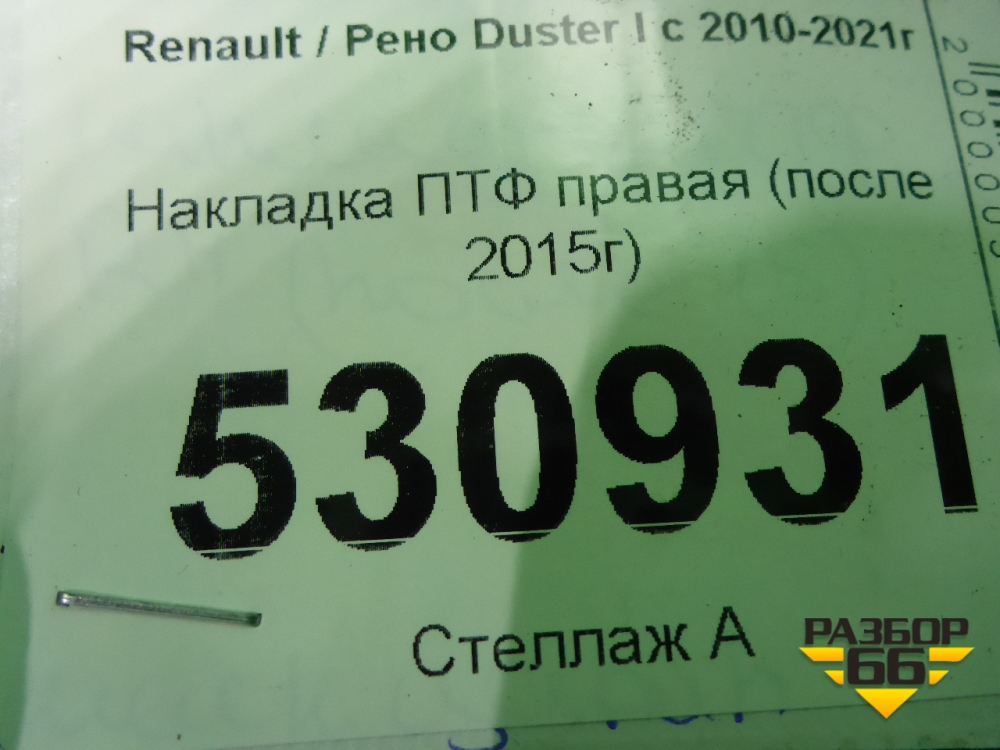 Renault / Рено Duster I с 2010-2021г
Накладка ПТФ правая (после
2015г)
530931
Стеллаж А
РАЗБОР
66